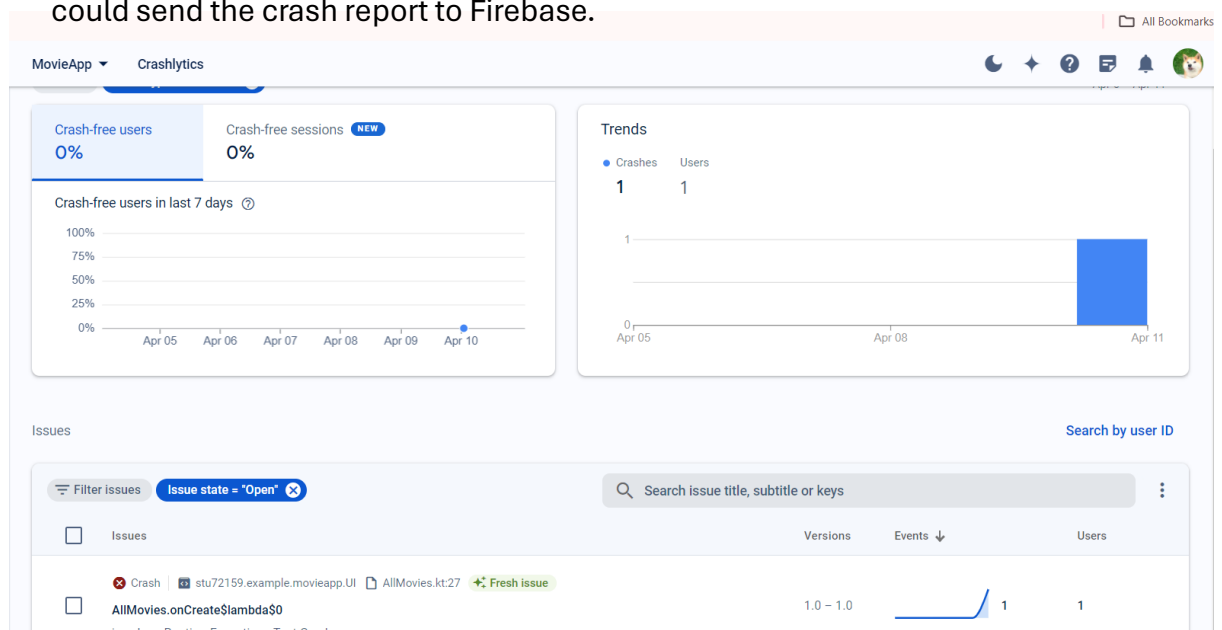 could send the crash report to Firebase.
All Bookmarks
MovieApp Crashlytics
Crash-free users
0%
Crash-free sessions NEW
0%
Crash-free users in last 7 days
100%
75%
50%
25%
0%
Apr 05 Apr 06 Apr 07 Apr 08 Apr 09 Apr 10
Trends
Crashes Users
1 1
1
0
Apr 05 Apr 08 Apr 11
Issues
Search by user ID
Filter issues Issue state = "Open"
Search issue title, subtitle or keys
Issues Versions Events Users
Crash stu72159.example.movieapp.UI AllMovies.kt:27 Fresh issue
AllMovies.onCreate$lambda$0
1.0 – 1.0 1 1